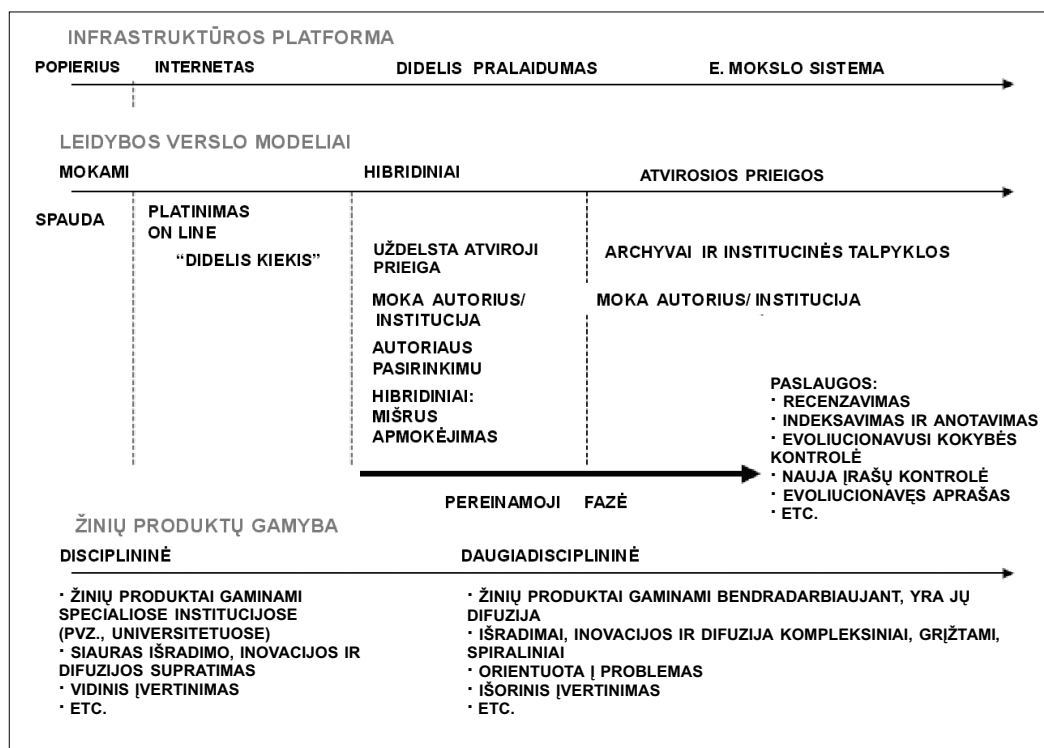 INFRASTRUKTŪROS PLATFORMA
POPIERIUS INTERNETAS DIDELIS PRALAIDUMAS E. MOKSLO SISTEMA
LEIDYBOS VERSLO MODELIAI
MOKAMI HIBRIDINIAI ATVIROSIOS PRIEIGOS
SPAUDA
PLATINIMAS
ON LINE
“DIDELIS KIEKIS”
UŽDELSTA ATVIROJI
PRIEIGA
MOKA AUTORIUS/
INSTITUCIJA
AUTORIAUS
PASIRINKIMU
HIBRIDINIAI:
MIŠRUS
APMOKĖJIMAS
ARCHYVAI IR INSTITUCINĖS TALPYKLOS
MOKA AUTORIUS/ INSTITUCIJA
PASLAUGOS:
· RECENZAVIMAS
· INDEKSAVIMAS IR ANOTAVIMAS
· EVOLIUCIONAVUSI KOKYBĖS
KONTROLĖ
· NAUJA ĮRAŠŲ KONTROLĖ
· EVOLIUCIONAVĘS APRAŠAS
· ETC.
PEREINAMOJI FAZĖ
ŽINIŲ PRODUKTŲ GAMYBA
DISCIPLININĖ DAUGIADISCIPLININĖ
· ŽINIŲ PRODUKTAI GAMINAMI
SPECIALIOSE INSTITUCIJOSE
(PVZ., UNIVERSITETUOSE)
· SIAURAS IŠRADIMO, INOVACIJOS IR
DIFUZIJOS SUPRATIMAS
· VIDINIS ĮVERTINIMAS
· ETC.
· ŽINIŲ PRODUKTAI GAMINAMI BENDRADARBIAUJANT, YRA JŲ
DIFUZIJA
· IŠRADIMAI, INOVACIJOS IR DIFUZIJA KOMPLEKSINIAI, GRĮŽTAMI,
SPIRALINIAI
· ORIENTUOTA Į PROBLEMAS
· IŠORINIS ĮVERTINIMAS
· ETC.